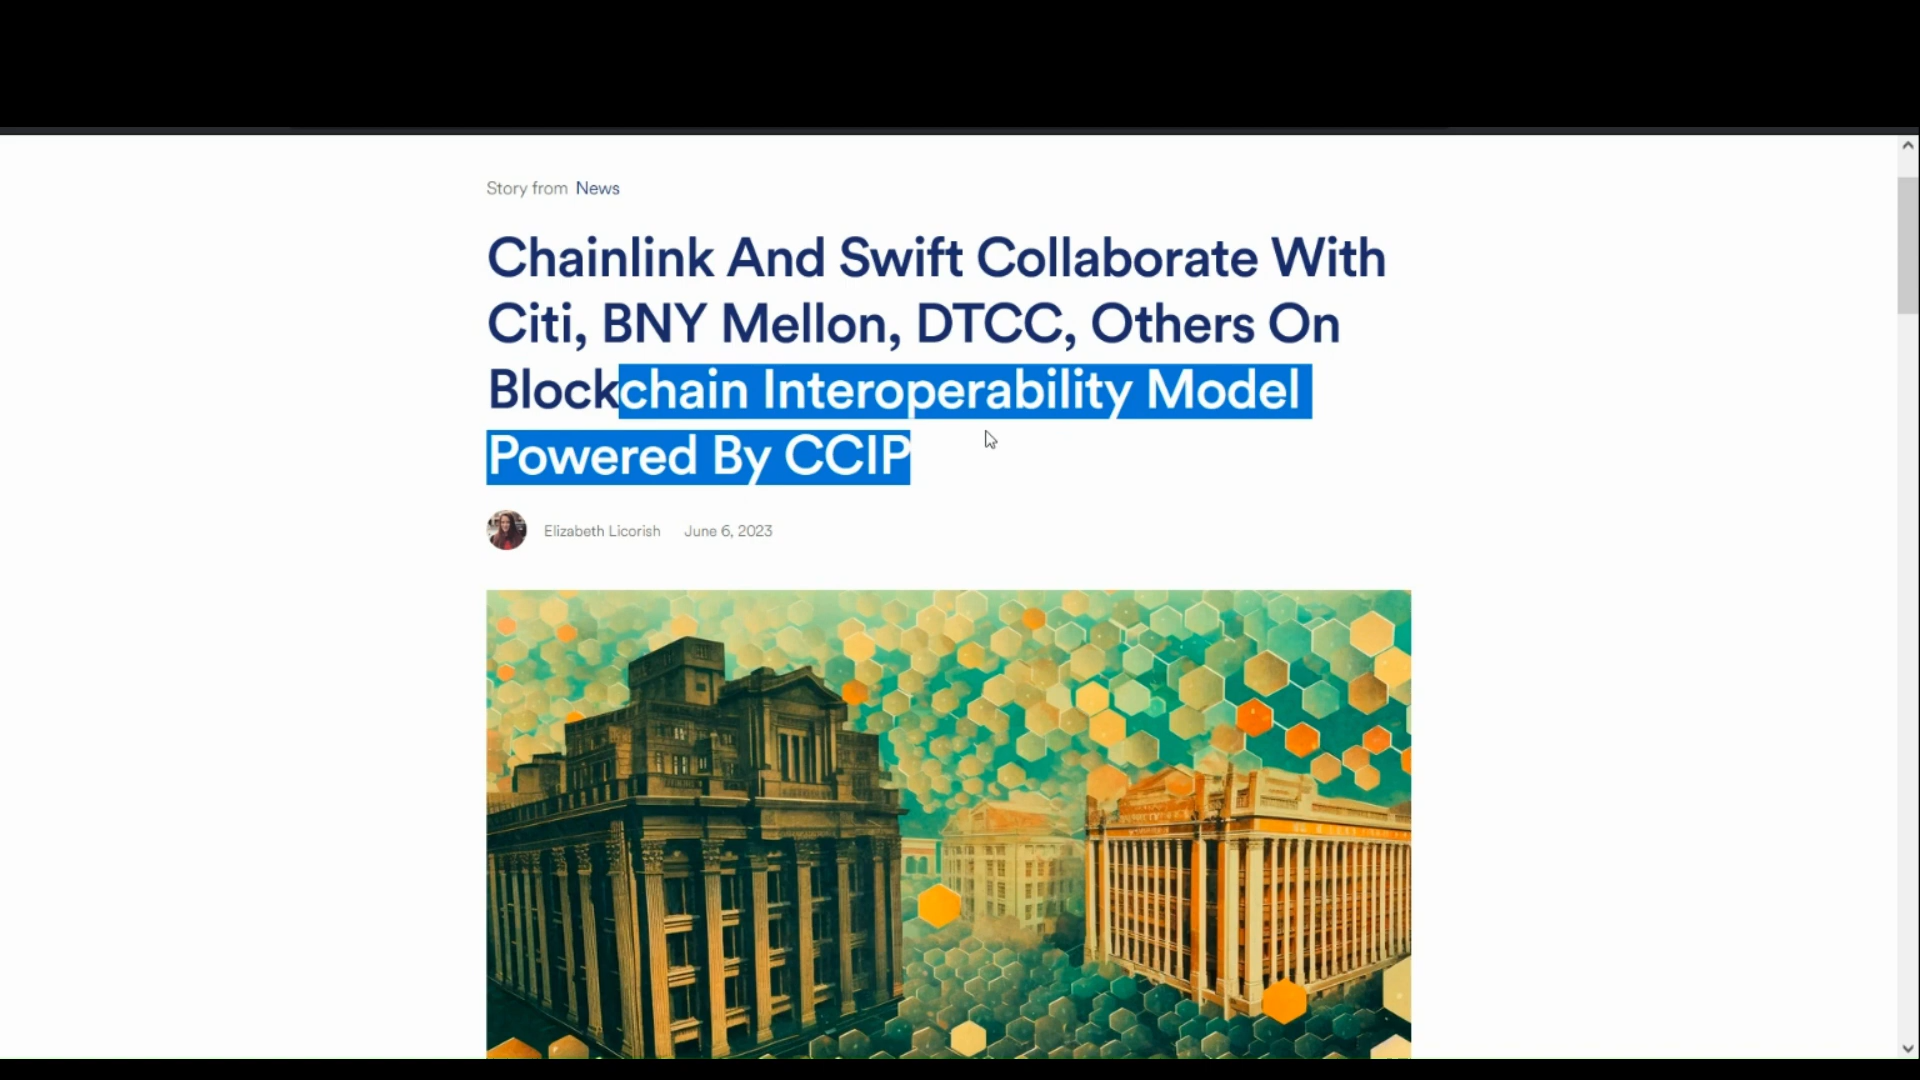 Story from News
Chainlink And Swift Collaborate With
Citi, BNY Mellon, DTCC, Others On
Blockchain Interoperability Model
Powered By CCIP
Elizabeth Licorish June 6, 2023